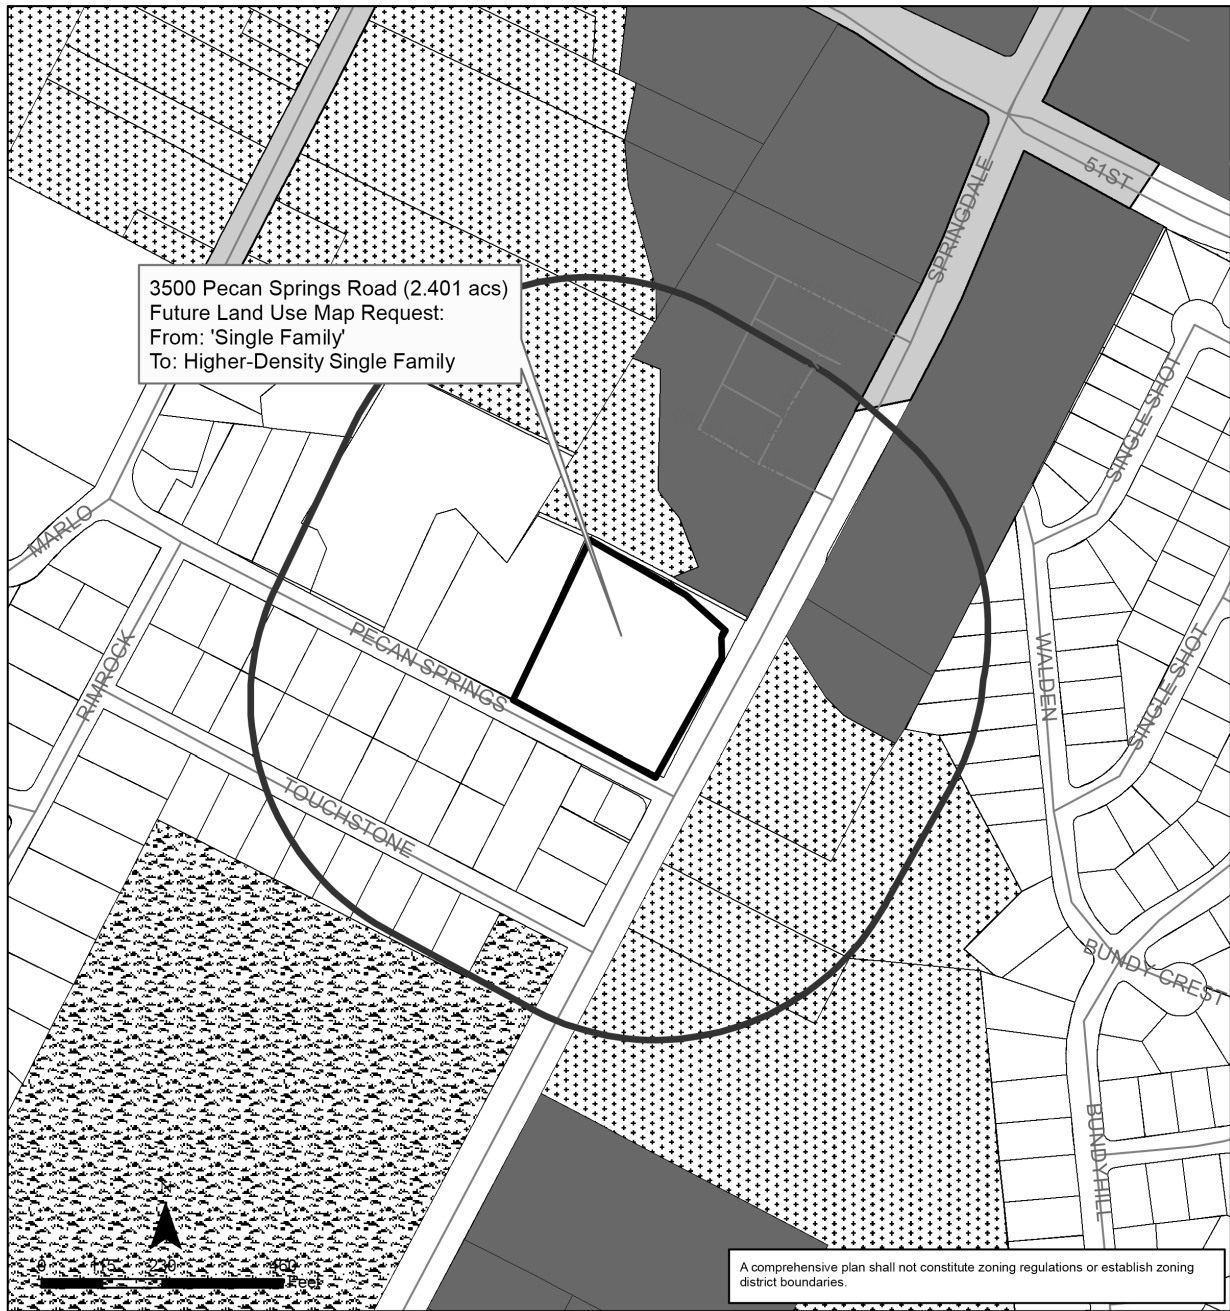 51ST
SPRINGDALE
3500 Pecan Springs Road (2.401 acs)
Future Land Use Map Request:
From: 'Single Family'
To: Higher-Density Single Family
SINGLE SHOT
MARLO
PECAN SPRINGS
RIMROCK
WALDEN
SINGLE SHOT
TOUCHSTONE
BUNDY CREST
BUNDYHILL
N
0 115 230 460
Feet
A comprehensive plan shall not constitute zoning regulations or establish zoning
district boundaries.